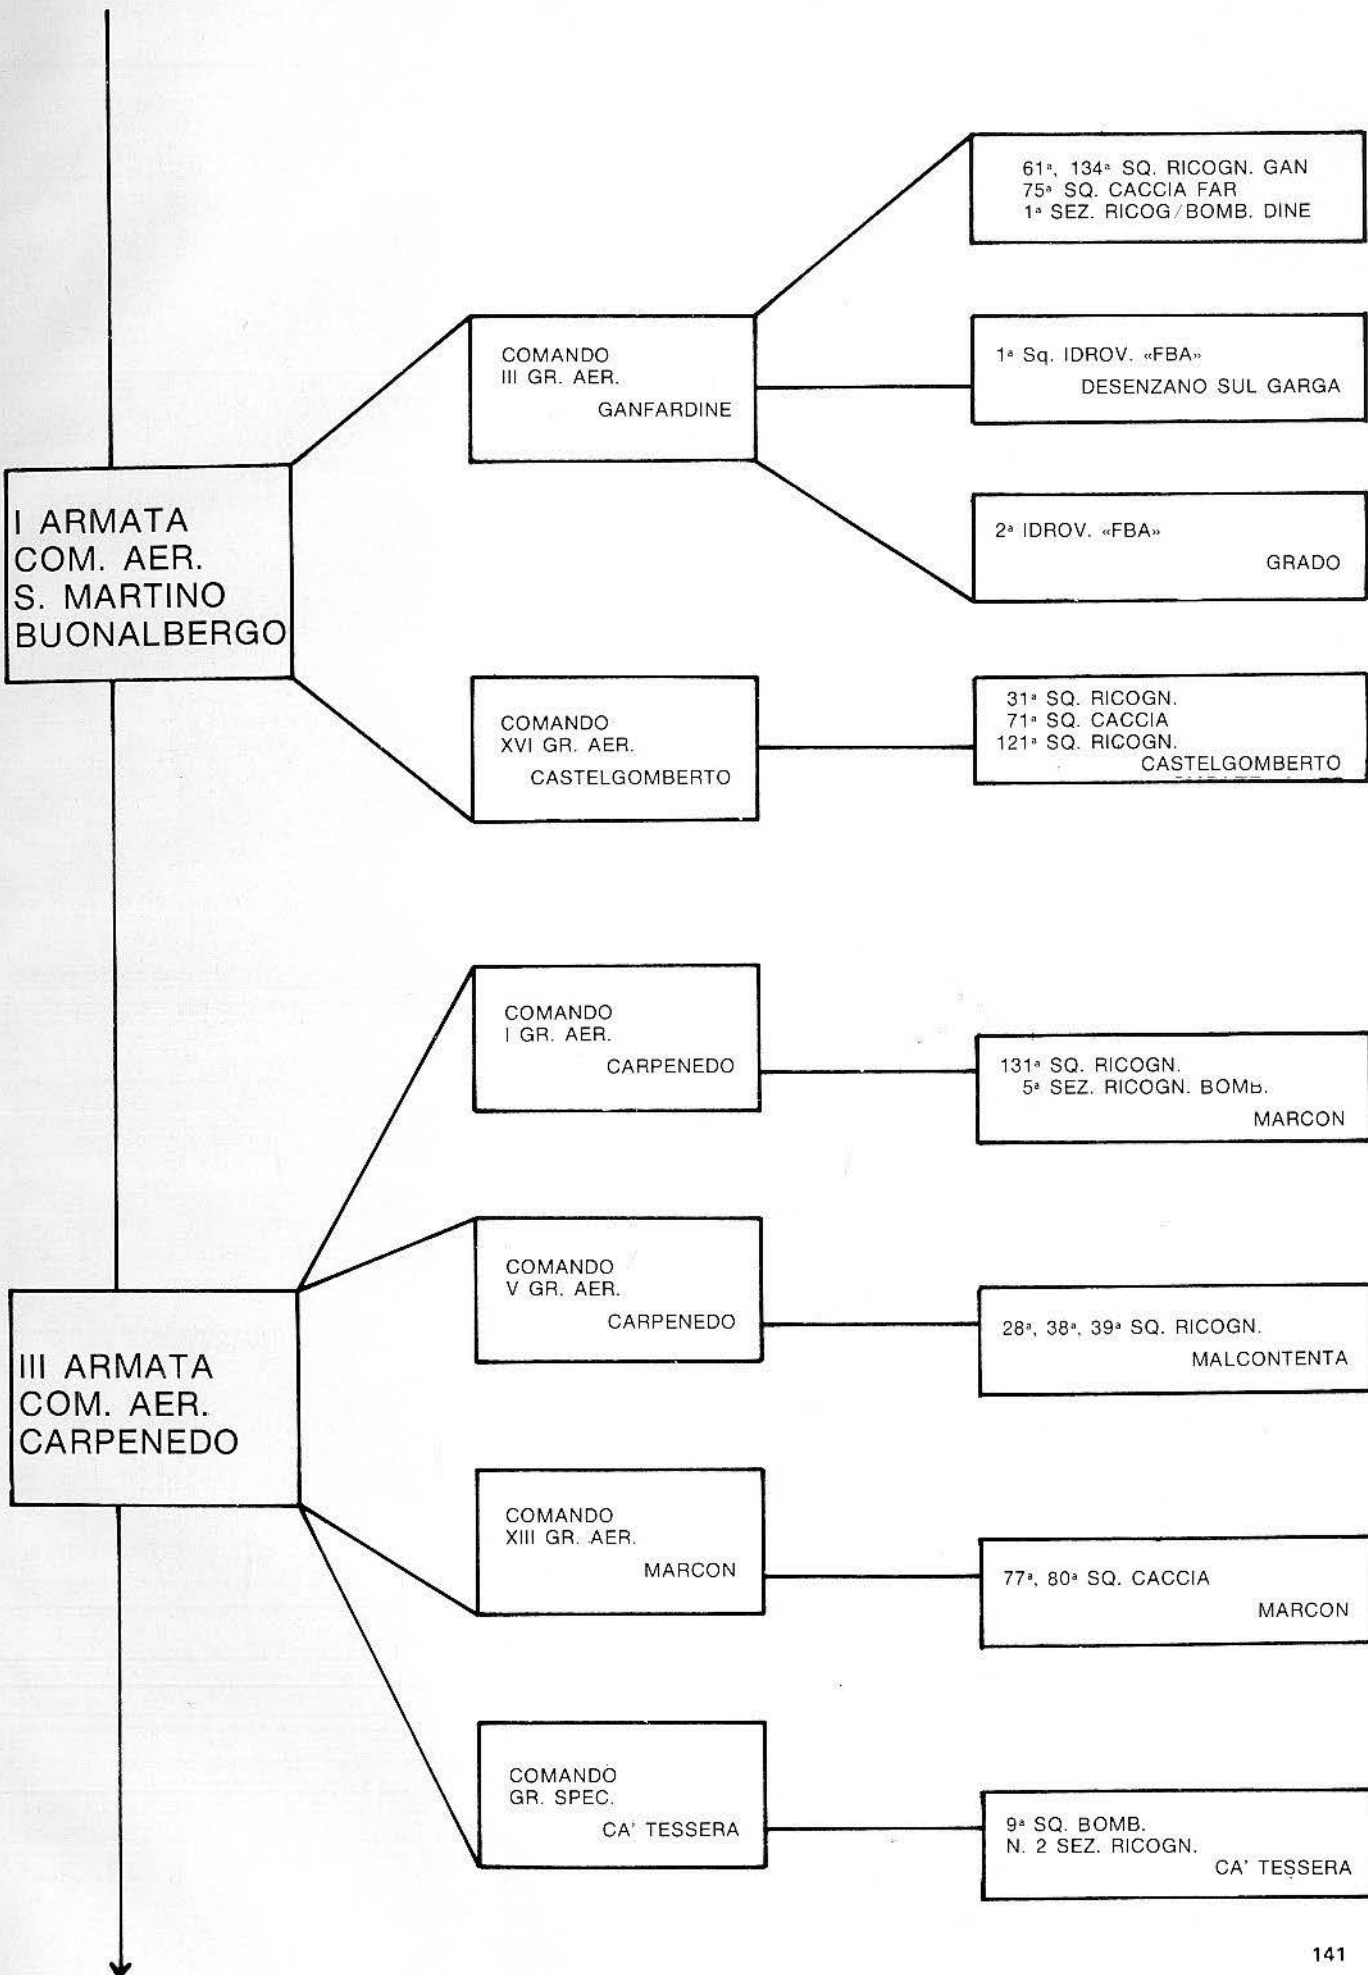 61ª, 134ª SQ. RICOGN. GAN
75ª SQ. CACCIA FAR
1ª SEZ. RICOG/BOMB. DINE
COMANDO
III GR. AER.
GANFARDINE
1ª Sq. IDROV. «FBA»
DESENZANO SUL GARGA
2ª IDROV. «FBA»
GRADO
I ARMATA
COM. AER.
S. MARTINO
BUONALBERGO
COMANDO
XVI GR. AER.
CASTELGOMBERTO
31ª SQ. RICOGN.
71ª SQ. CACCIA
121ª SQ. RICOGN.
CASTELGOMBERTO
COMANDO
I GR. AER.
CARPENEDO
131ª SQ. RICOGN.
5ª SEZ. RICOGN. BOMB.
MARCON
COMANDO
V GR. AER.
CARPENEDO
28ª, 38ª, 39ª SQ. RICOGN.
MALCONTENTA
III ARMATA
COM. AER.
CARPENEDO
COMANDO
XIII GR. AER.
MARCON
77ª, 80ª SQ. CACCIA
MARCON
COMANDO
GR. SPEC.
CA' TESSERA
9ª SQ. BOMB.
N. 2 SEZ. RICOGN.
CA' TESSERA
141